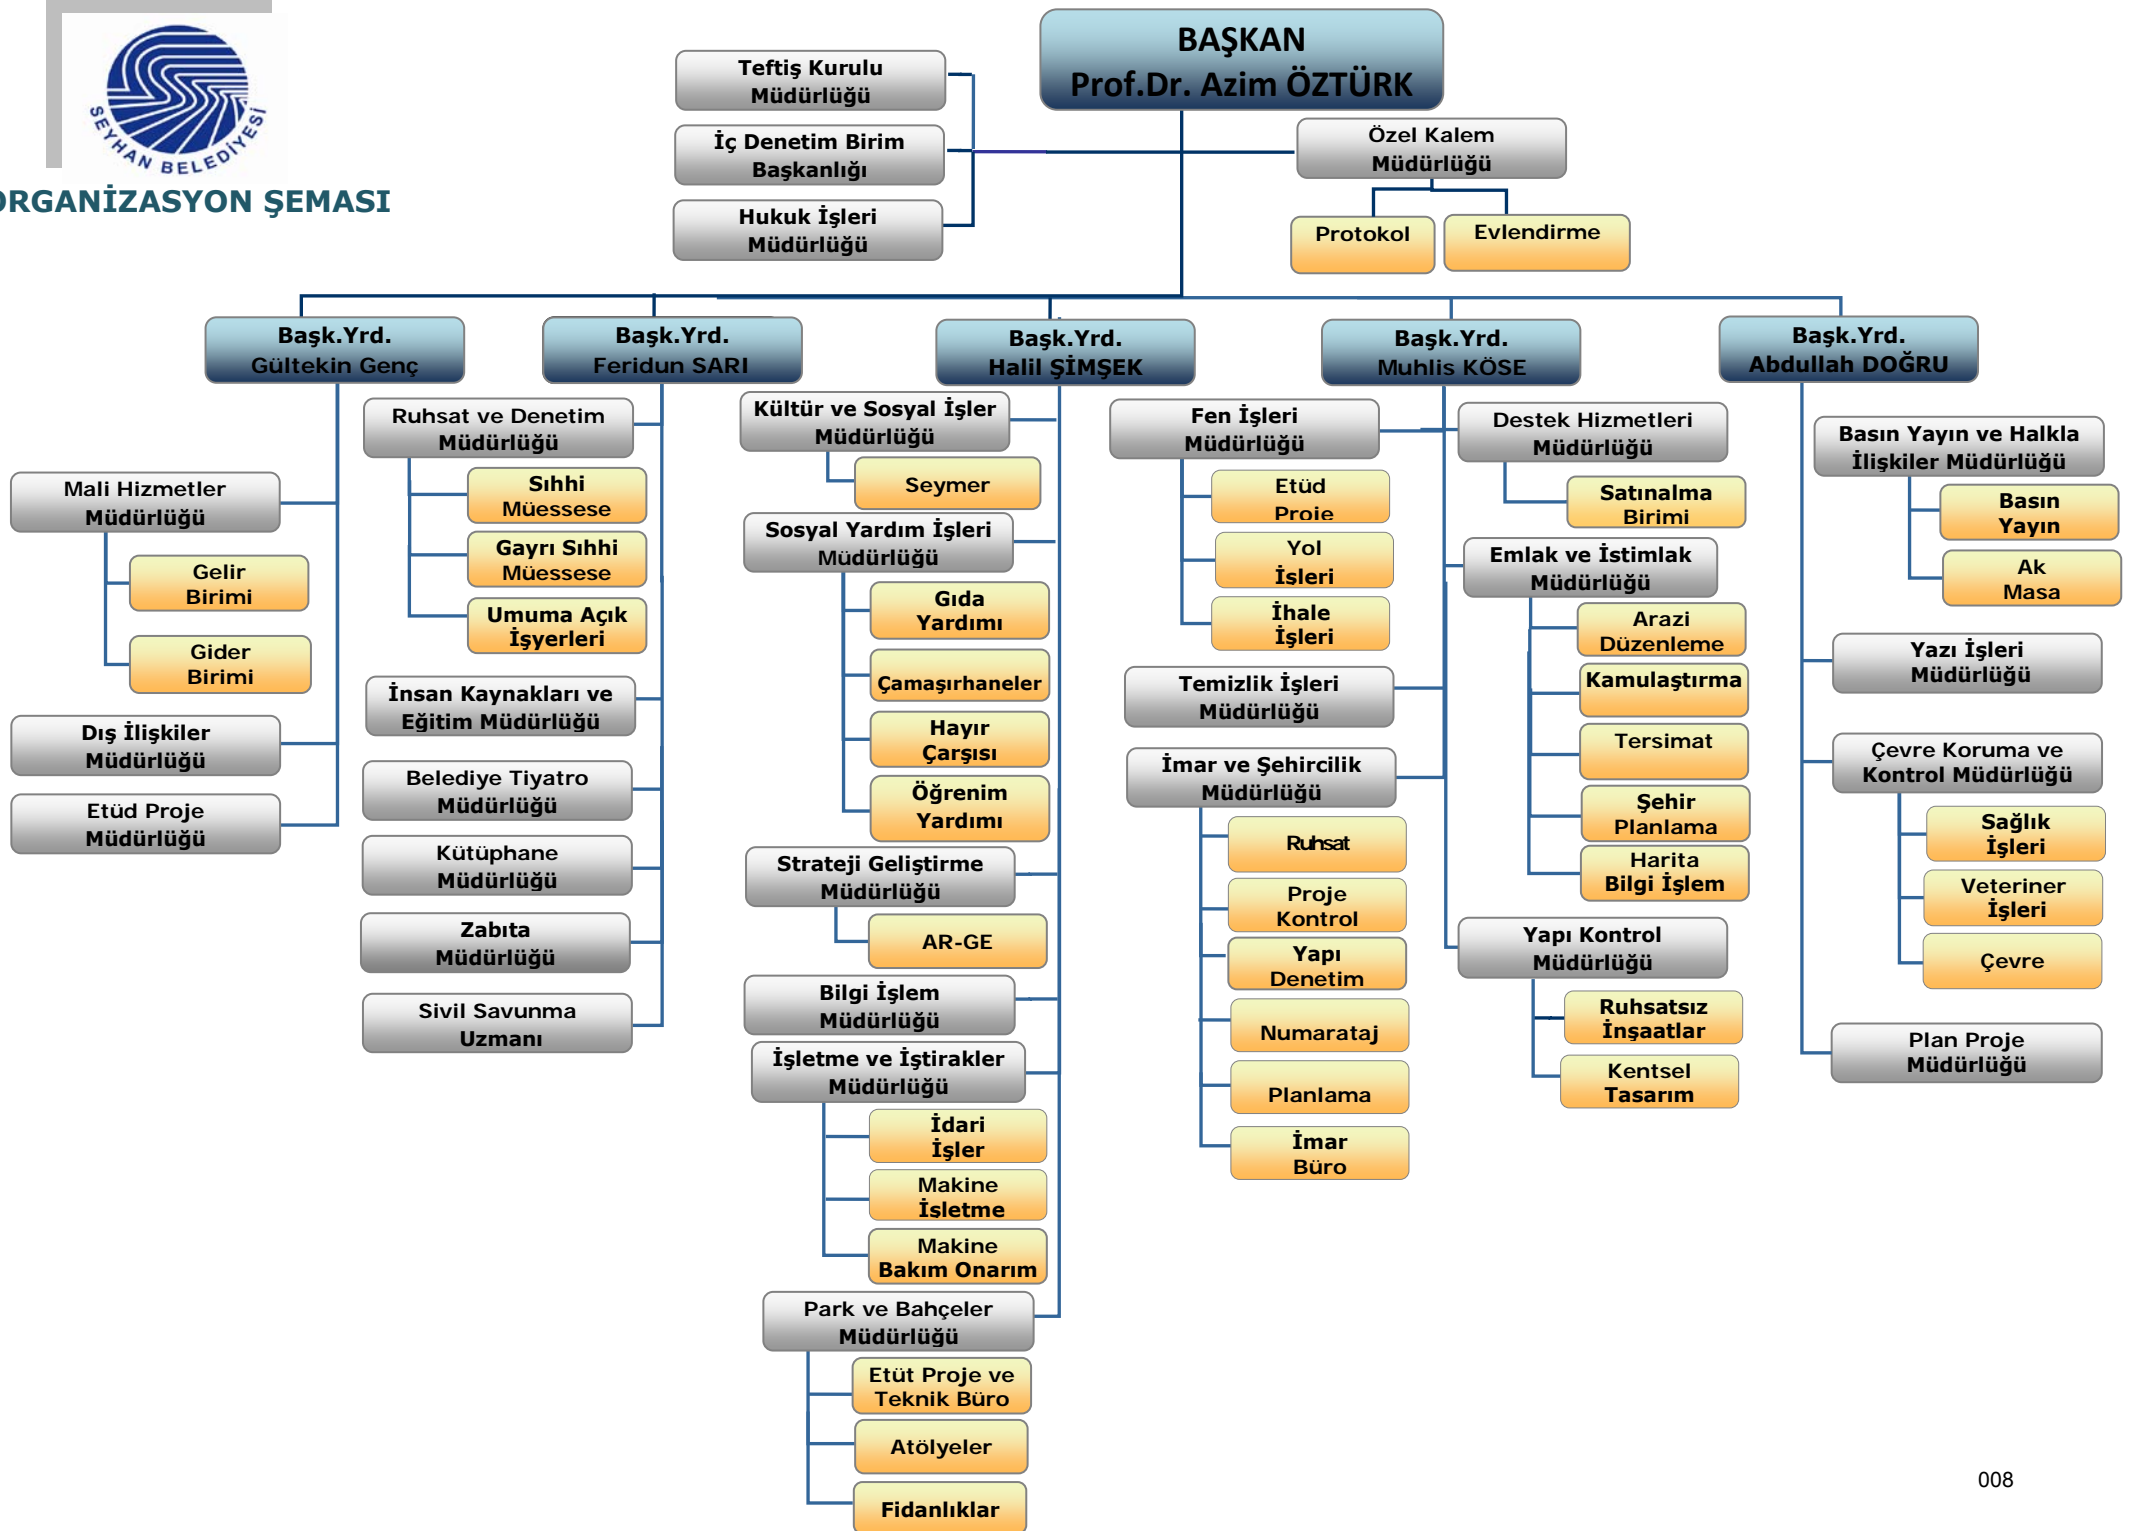 BAŞKAN
Prof.Dr. Azim ÖZTÜRK
SEYHAN BELEDİYESİ
ORGANİZASYON ŞEMASI
Teftiş Kurulu
Müdürlüğü
İç Denetim Birim
Başkanlığı
Hukuk İşleri
Müdürlüğü
Özel Kalem
Müdürlüğü
Protokol
Evlendirme
Başk.Yrd.
Gültekin Genç
Mali Hizmetler
Müdürlüğü
Gelir
Birimi
Gider
Birimi
Dış İlişkiler
Müdürlüğü
Etüd Proje
Müdürlüğü
Başk.Yrd.
Feridun SARI
Ruhsat ve Denetim
Müdürlüğü
Sıhhi
Müessese
Gayrı Sıhhi
Müessese
Umuma Açık
İşyerleri
İnsan Kaynakları ve
Eğitim Müdürlüğü
Belediye Tiyatro
Müdürlüğü
Kütüphane
Müdürlüğü
Zabıta
Müdürlüğü
Sivil Savunma
Uzmanı
Başk.Yrd.
Halil ŞİMŞEK
Kültür ve Sosyal İşler
Müdürlüğü
Seymer
Sosyal Yardım İşleri
Müdürlüğü
Gıda
Yardımı
Çamaşırhaneler
Hayır
Çarşısı
Öğrenim
Yardımı
Strateji Geliştirme
Müdürlüğü
AR-GE
Bilgi İşlem
Müdürlüğü
İşletme ve İştirakler
Müdürlüğü
İdari
İşler
Makine
İşletme
Makine
Bakım Onarım
Park ve Bahçeler
Müdürlüğü
Etüt Proje ve
Teknik Büro
Atölyeler
Fidanlıklar
Başk.Yrd.
Muhlis KÖSE
Fen İşleri
Müdürlüğü
Etüd
Proje
Yol
İşleri
İhale
İşleri
Temizlik İşleri
Müdürlüğü
İmar ve Şehircilik
Müdürlüğü
Ruhsat
Proje
Kontrol
Yapı
Denetim
Numarataj
Planlama
İmar
Büro
Destek Hizmetleri
Müdürlüğü
Satınalma
Birimi
Emlak ve İstimlak
Müdürlüğü
Arazi
Düzenleme
Kamulaştırma
Tersimat
Şehir
Planlama
Harita
Bilgi İşlem
Yapı Kontrol
Müdürlüğü
Ruhsatsız
İnşaatlar
Kentsel
Tasarım
Başk.Yrd.
Abdullah DOĞRU
Basın Yayın ve Halkla
İlişkiler Müdürlüğü
Basın
Yayın
Ak
Masa
Yazı İşleri
Müdürlüğü
Çevre Koruma ve
Kontrol Müdürlüğü
Sağlık
İşleri
Veteriner
İşleri
Çevre
Plan Proje
Müdürlüğü
008